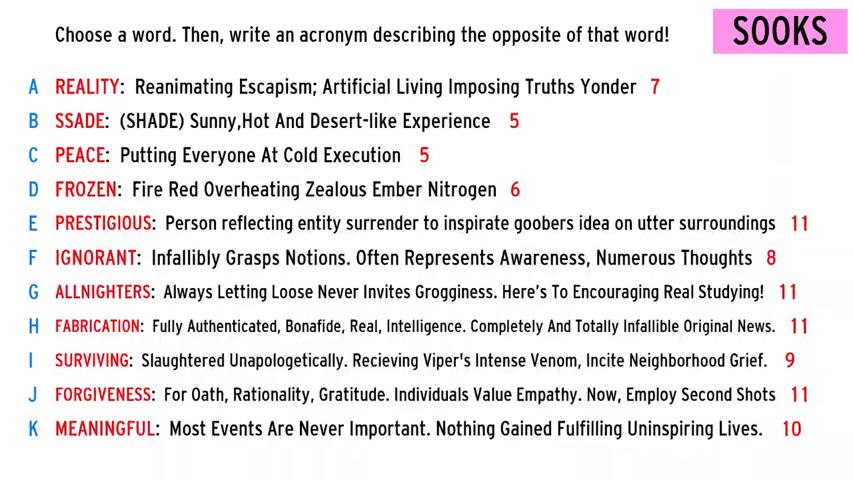 Choose a word. Then, write an acronym describing the opposite of that word!
SOOKS
A REALITY: Reanimating Escapism; Artificial Living Imposing Truths Yonder 7
B SSADE: (SHADE) Sunny,Hot And Desert-like Experience 5
C PEACE: Putting Everyone At Cold Execution 5
D FROZEN: Fire Red Overheating Zealous Ember Nitrogen 6
E PRESTIGIOUS: Person reflecting entity surrender to inspirate goobers idea on utter surroundings 11
F IGNORANT: Infallibly Grasps Notions. Often Represents Awareness, Numerous Thoughts 8
G ALLNIGHTERS: Always Letting Loose Never Invites Grogginess. Here's To Encouraging Real Studying! 11
H FABRICATION: Fully Authenticated, Bonafide, Real, Intelligence. Completely And Totally Infallible Original News. 11
I SURVIVING: Slaughtered Unapologetically. Recieving Viper's Intense Venom, Incite Neighborhood Grief. 9
J FORGIVENESS: For Oath, Rationality, Gratitude. Individuals Value Empathy. Now, Employ Second Shots 11
K MEANINGFUL: Most Events Are Never Important. Nothing Gained Fulfilling Uninspiring Lives. 10